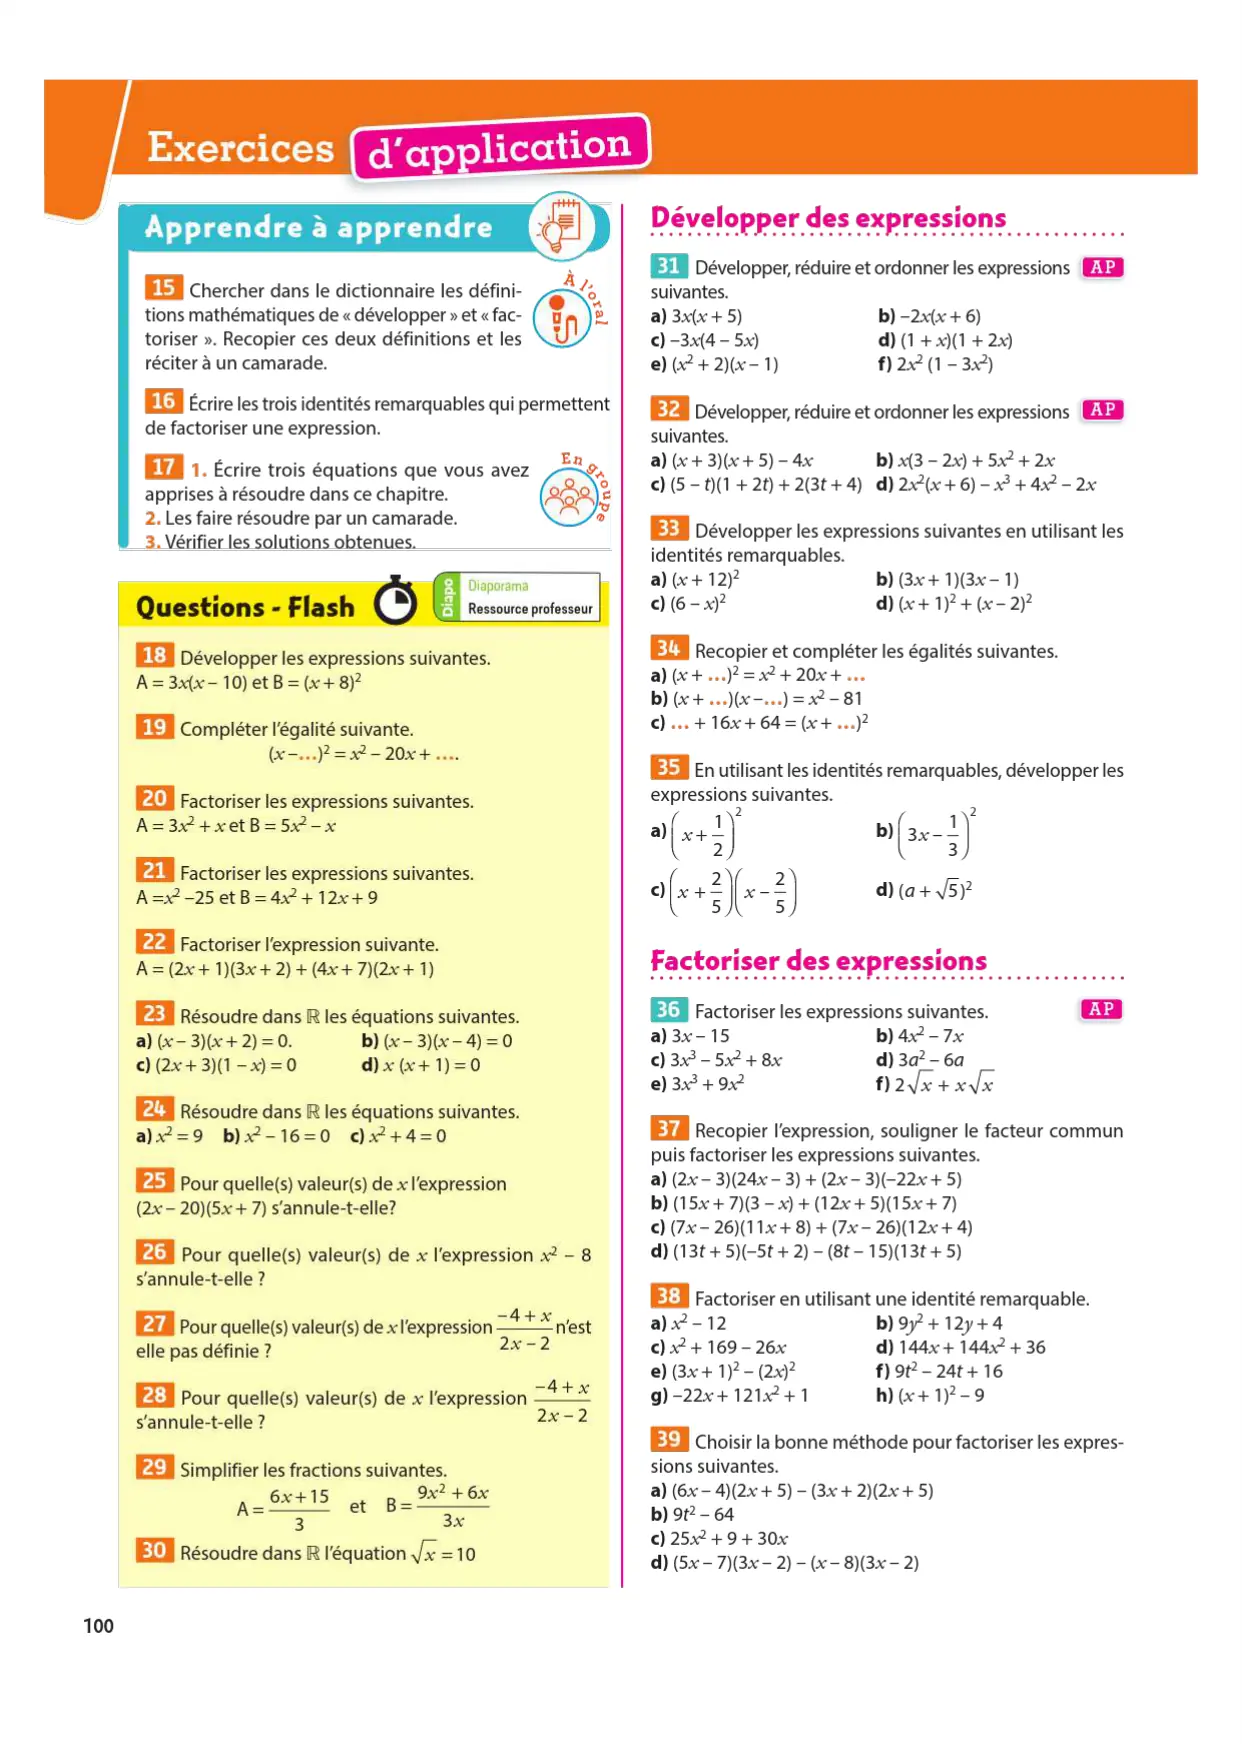 Exercices d’application
Apprendre à apprendre
15 Chercher dans le dictionnaire les défini-
tions mathématiques de « développer » et « fac-
toriser ». Recopier ces deux définitions et les
réciter à un camarade.
À l’oral
16 Écrire les trois identités remarquables qui permettent
de factoriser une expression.
17 1. Écrire trois équations que vous avez
apprises à résoudre dans ce chapitre.
2. Les faire résoudre par un camarade.
3. Vérifier les solutions obtenues.
En groupe
Questions - Flash
Diapo
Diaporama
Ressource professeur
18 Développer les expressions suivantes.
A = 3x(x – 10) et B = (x + 8)²
19 Compléter l’égalité suivante.
(x –…)² = x² – 20x + ….
20 Factoriser les expressions suivantes.
A = 3x² + x et B = 5x² – x
21 Factoriser les expressions suivantes.
A =x² –25 et B = 4x² + 12x + 9
22 Factoriser l’expression suivante.
A = (2x + 1)(3x + 2) + (4x + 7)(2x + 1)
23 Résoudre dans ℝ les équations suivantes.
a) (x – 3)(x + 2) = 0. b) (x – 3)(x – 4) = 0
c) (2x + 3)(1 – x) = 0 d) x (x + 1) = 0
24 Résoudre dans ℝ les équations suivantes.
a) x² = 9 b) x² – 16 = 0 c) x² + 4 = 0
25 Pour quelle(s) valeur(s) de x l’expression
(2x – 20)(5x + 7) s’annule-t-elle?
26 Pour quelle(s) valeur(s) de x l’expression x² – 8
s’annule-t-elle ?
27 Pour quelle(s) valeur(s) de x l’expression (–4 + x)/(2x – 2) n’est
elle pas définie ?
28 Pour quelle(s) valeur(s) de x l’expression (–4 + x)/(2x – 2)
s’annule-t-elle ?
29 Simplifier les fractions suivantes.
A = (6x + 15)/3 et B = (9x² + 6x)/(3x)
30 Résoudre dans ℝ l’équation √x = 10
Développer des expressions
31 Développer, réduire et ordonner les expressions AP
suivantes.
a) 3x(x + 5) b) –2x(x + 6)
c) –3x(4 – 5x) d) (1 + x)(1 + 2x)
e) (x² + 2)(x – 1) f) 2x² (1 – 3x²)
32 Développer, réduire et ordonner les expressions AP
suivantes.
a) (x + 3)(x + 5) – 4x b) x(3 – 2x) + 5x² + 2x
c) (5 – t)(1 + 2t) + 2(3t + 4) d) 2x²(x + 6) – x³ + 4x² – 2x
33 Développer les expressions suivantes en utilisant les
identités remarquables.
a) (x + 12)² b) (3x + 1)(3x – 1)
c) (6 – x)² d) (x + 1)² + (x – 2)²
34 Recopier et compléter les égalités suivantes.
a) (x + …)² = x² + 20x + …
b) (x + …)(x –…) = x² – 81
c) … + 16x + 64 = (x + …)²
35 En utilisant les identités remarquables, développer les
expressions suivantes.
a) (x + 1/2)² b) (3x – 1/3)²
c) (x + 2/5)(x – 2/5) d) (a + √5)²
Factoriser des expressions
36 Factoriser les expressions suivantes. AP
a) 3x – 15 b) 4x² – 7x
c) 3x³ – 5x² + 8x d) 3a² – 6a
e) 3x³ + 9x² f) 2√x + x√x
37 Recopier l’expression, souligner le facteur commun
puis factoriser les expressions suivantes.
a) (2x – 3)(24x – 3) + (2x – 3)(–22x + 5)
b) (15x + 7)(3 – x) + (12x + 5)(15x + 7)
c) (7x – 26)(11x + 8) + (7x – 26)(12x + 4)
d) (13t + 5)(–5t + 2) – (8t – 15)(13t + 5)
38 Factoriser en utilisant une identité remarquable.
a) x² – 12 b) 9y² + 12y + 4
c) x² + 169 – 26x d) 144x + 144x² + 36
e) (3x + 1)² – (2x)² f) 9t² – 24t + 16
g) –22x + 121x² + 1 h) (x + 1)² – 9
39 Choisir la bonne méthode pour factoriser les expres-
sions suivantes.
a) (6x – 4)(2x + 5) – (3x + 2)(2x + 5)
b) 9t² – 64
c) 25x² + 9 + 30x
d) (5x – 7)(3x – 2) – (x – 8)(3x – 2)
100